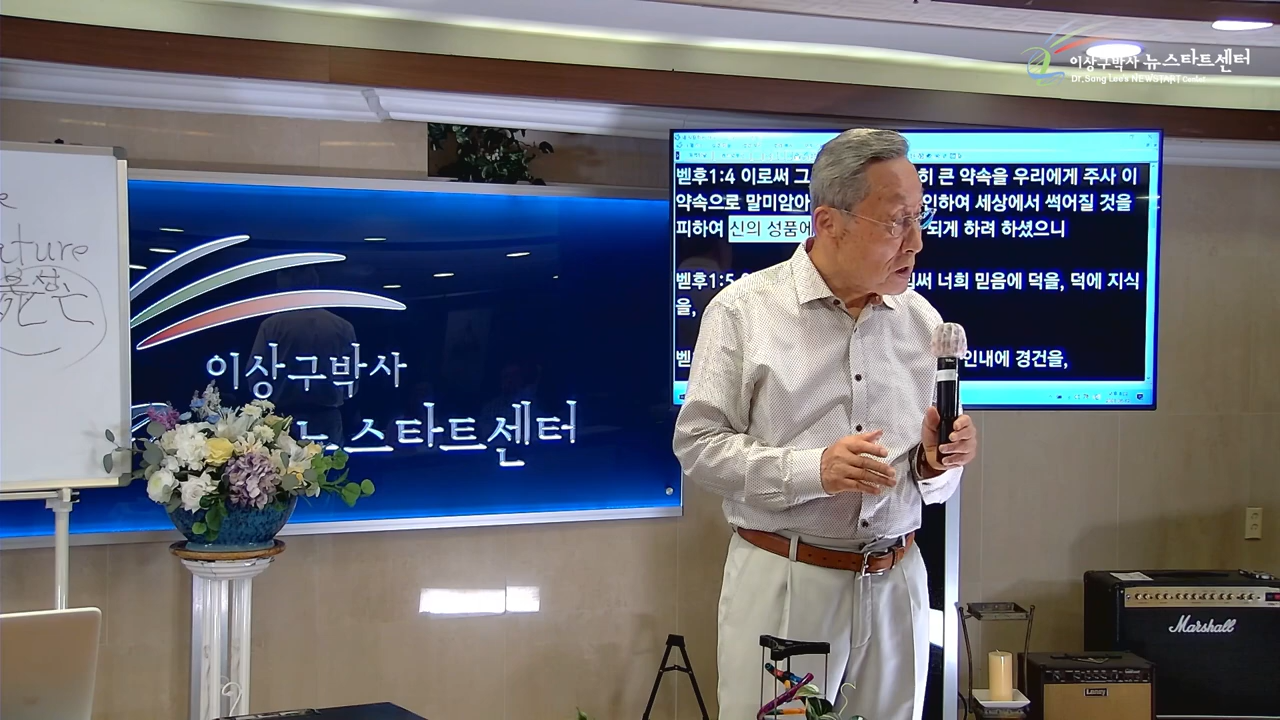 이상구박사 뉴스타트센터
Dr.Sang Lee's NEWSTART Center
ature
이상구박사
뉴스타트센터
벧후1:4 이로써 그 히 큰 약속을 우리에게 주사 이
약속으로 말미암아 인하여 세상에서 썩어질 것을
피하여 신의 성품에 되게 하려 하셨으니
벧후1:5 써 너희 믿음에 덕을, 덕에 지식
을,
벧 인내에 경건을,
Marshall
Laney